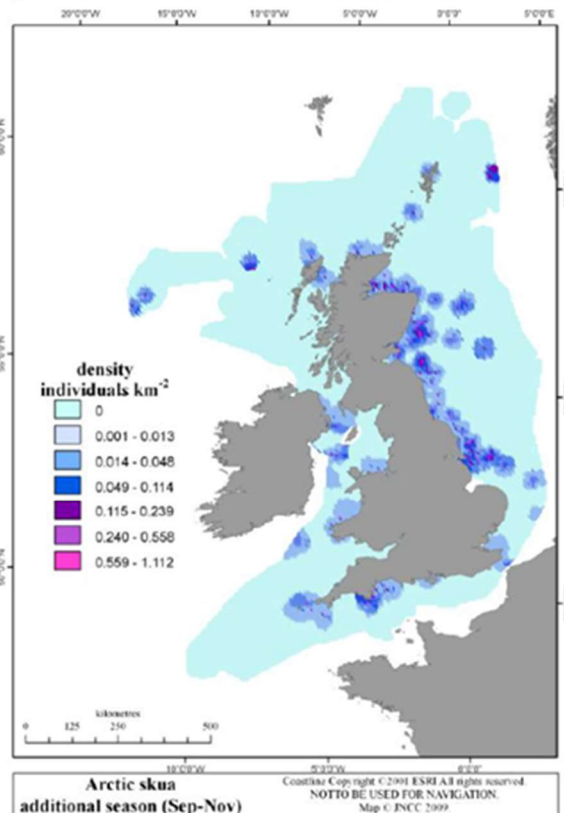 20°0'0"W 15°0'0"W 10°0'0"W 5°0'0"W 0°0'0" 5°0'0"E
density
individuals km⁻²
0
0.001 - 0.013
0.014 - 0.048
0.049 - 0.114
0.115 - 0.239
0.240 - 0.558
0.559 - 1.112
kilometres
0 125 250 500
10°0'0"W 5°0'0"W 0°0'0"
Arctic skua
additional season (Sep-Nov)
Coastline Copyright ©2001 ESRI All rights reserved.
NOT TO BE USED FOR NAVIGATION.
Map © JNCC 2009